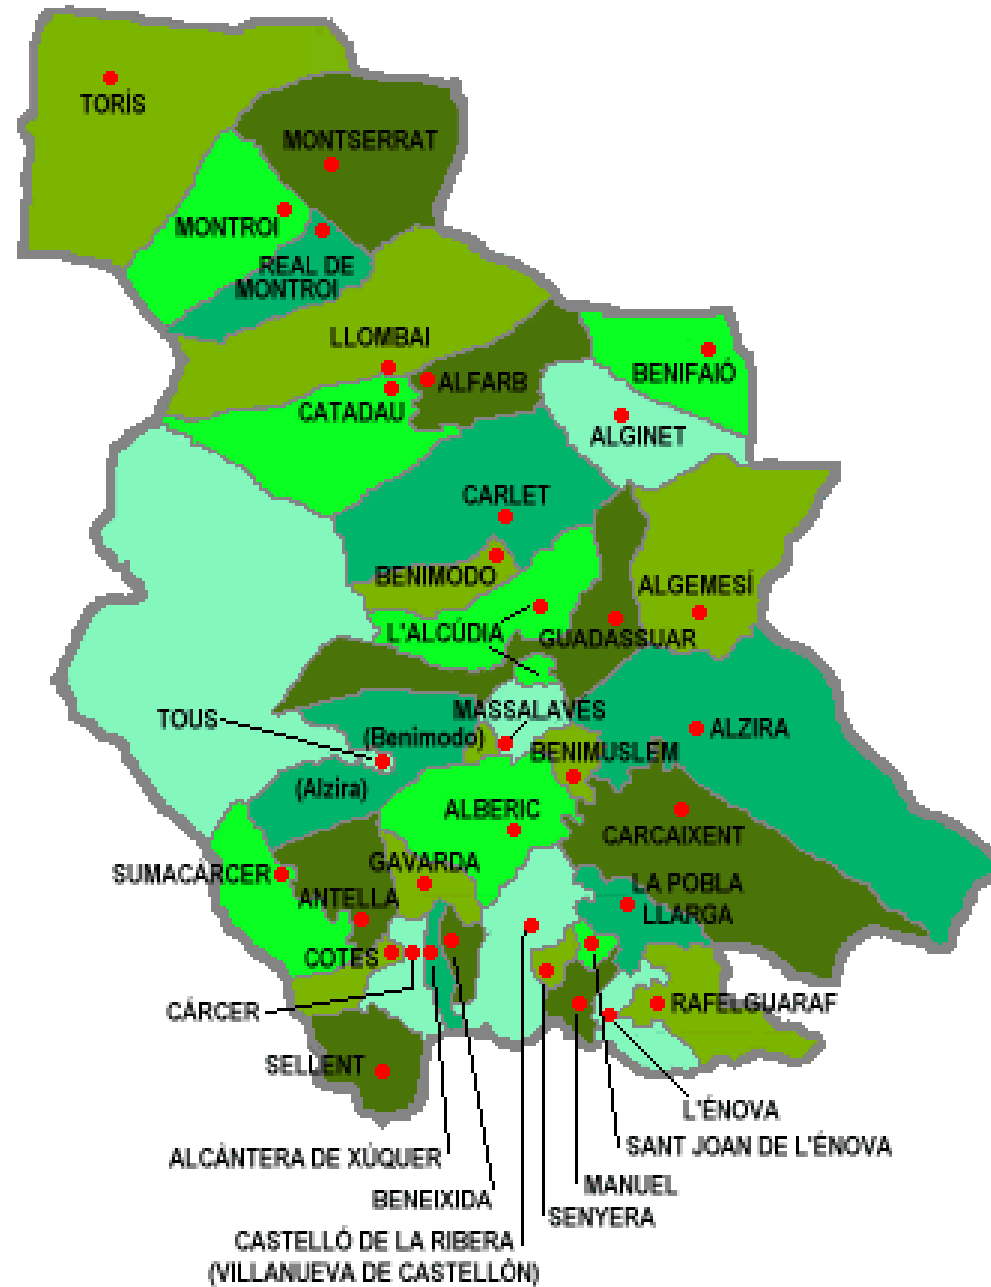 TORÍS
MONTSERRAT
MONTROI
REAL DE
MONTROI
LLOMBAI
BENIFAIÓ
ALFARB
CATADAU
ALGINET
CARLET
BENIMODO
ALGEMESÍ
L'ALCÚDIA
GUADASSUAR
MASSALAVÉS
TOUS
(Benimodo)
ALZIRA
BENIMUSLEM
(Alzira)
ALBERIC
CARCAIXENT
GAVARDA
SUMACÀRCER
LA POBLA
LLARGA
ANTELLA
COTES
RAFELGUARAF
CÀRCER
SELLENT
L'ÉNOVA
SANT JOAN DE L'ÉNOVA
ALCÀNTERA DE XÚQUER
MANUEL
BENEIXIDA
SENYERA
CASTELLÓ DE LA RIBERA
(VILLANUEVA DE CASTELLÓN)